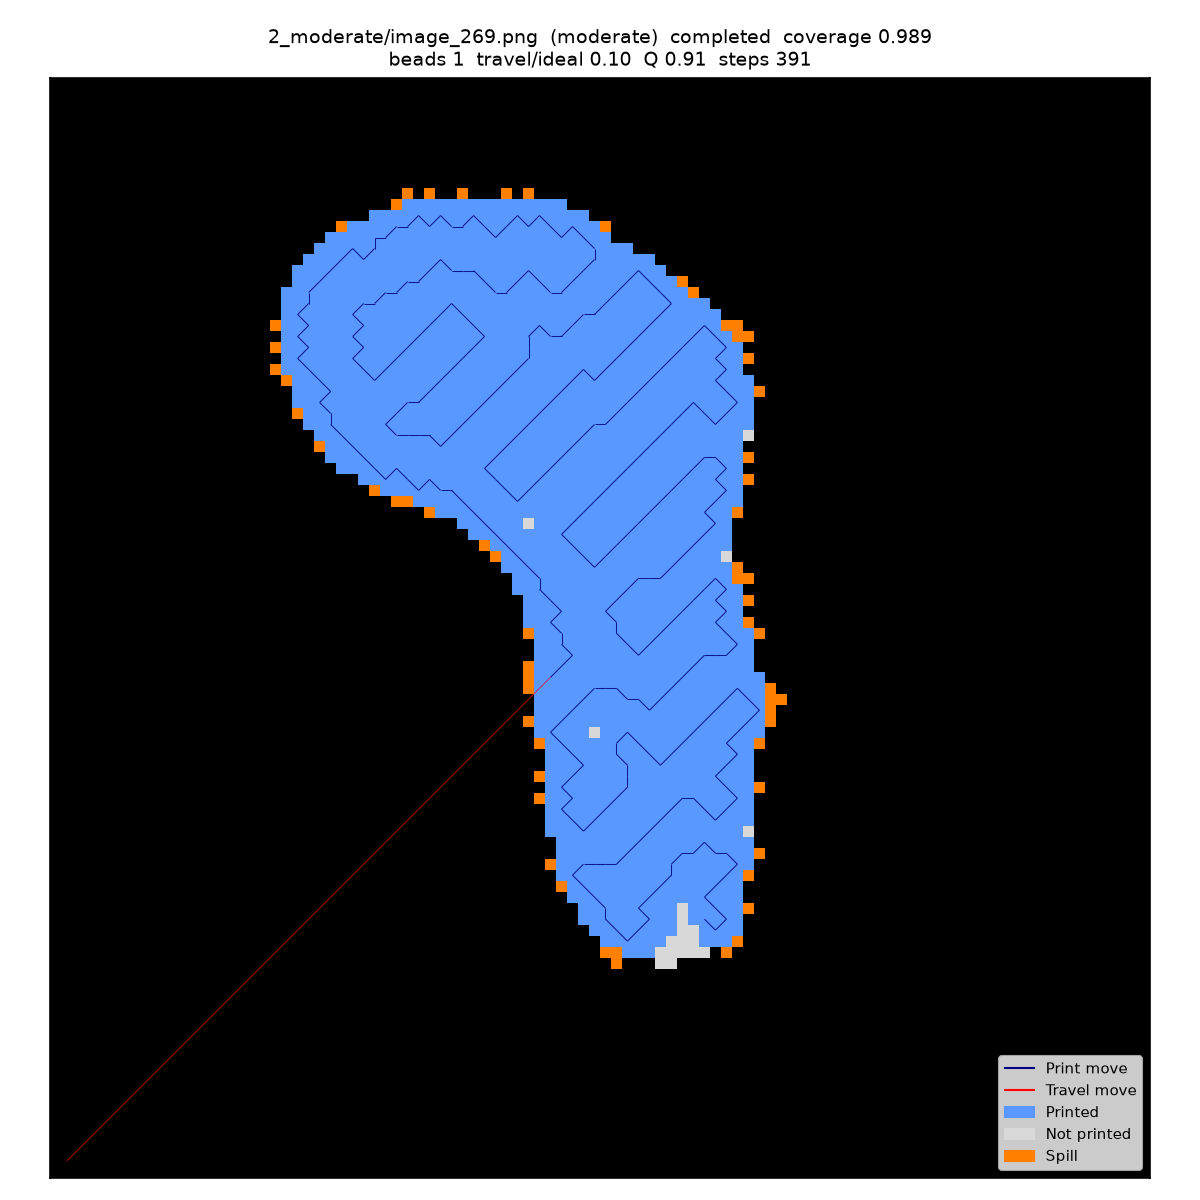 2_moderate/image_269.png  (moderate)  completed  coverage 0.989
beads 1  travel/ideal 0.10  Q 0.91  steps 391
Print move
Travel move
Printed
Not printed
Spill